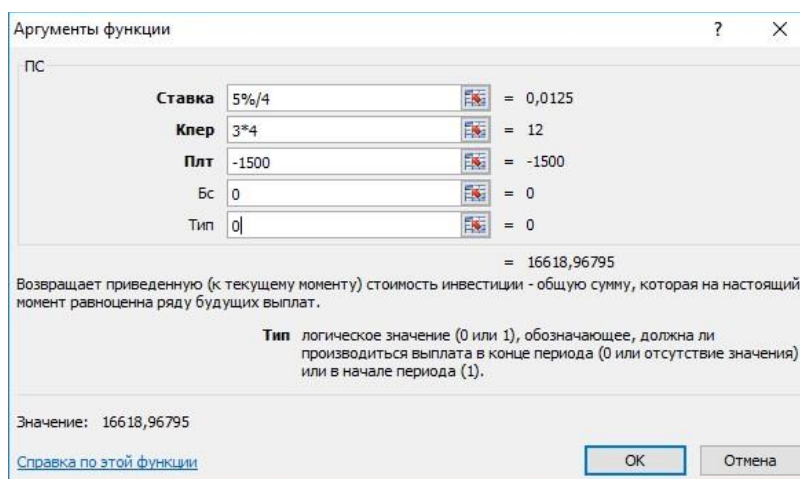 Аргументы функции ? X
ПС
Ставка 5%/4 = 0,0125
Кпер 3*4 = 12
Плт -1500 = -1500
Бс 0 = 0
Тип 0 = 0
= 16618,96795
Возвращает приведенную (к текущему моменту) стоимость инвестиции - общую сумму, которая на настоящий
момент равноценна ряду будущих выплат.
Тип логическое значение (0 или 1), обозначающее, должна ли
производиться выплата в конце периода (0 или отсутствие значения)
или в начале периода (1).
Значение: 16618,96795
Справка по этой функции
ОК Отмена